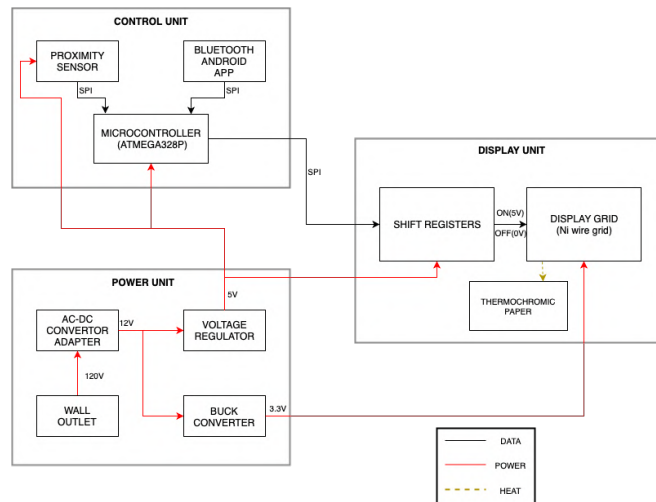 CONTROL UNIT
PROXIMITY
SENSOR
BLUETOOTH
ANDROID
APP
SPI
SPI
MICROCONTROLLER
(ATMEGA328P)
SPI
DISPLAY UNIT
SHIFT REGISTERS
ON(5V)
OFF(0V)
DISPLAY GRID
(Ni wire grid)
THERMOCHROMIC
PAPER
POWER UNIT
5V
AC-DC
CONVERTOR
ADAPTER
12V
VOLTAGE
REGULATOR
120V
WALL
OUTLET
BUCK
CONVERTER
3.3V
DATA
POWER
HEAT